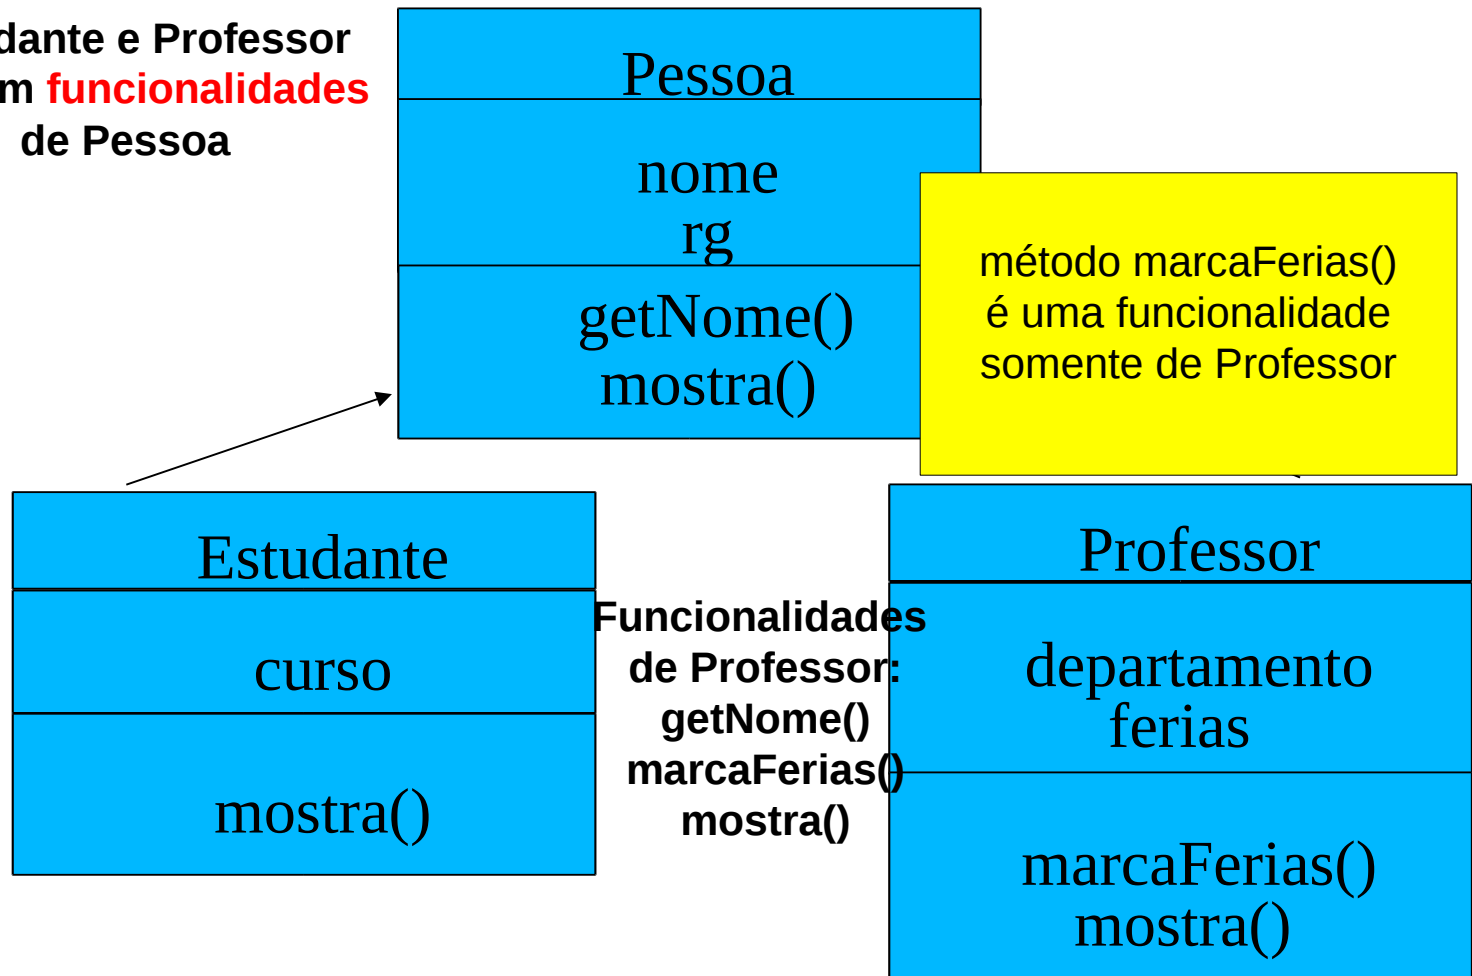 dante e Professor
m funcionalidades
de Pessoa
Pessoa
nome
rg
getNome()
mostra()
método marcaFerias()
é uma funcionalidade
somente de Professor
Estudante
curso
mostra()
Funcionalidades
de Professor:
getNome()
marcaFerias()
mostra()
Professor
departamento
ferias
marcaFerias()
mostra()